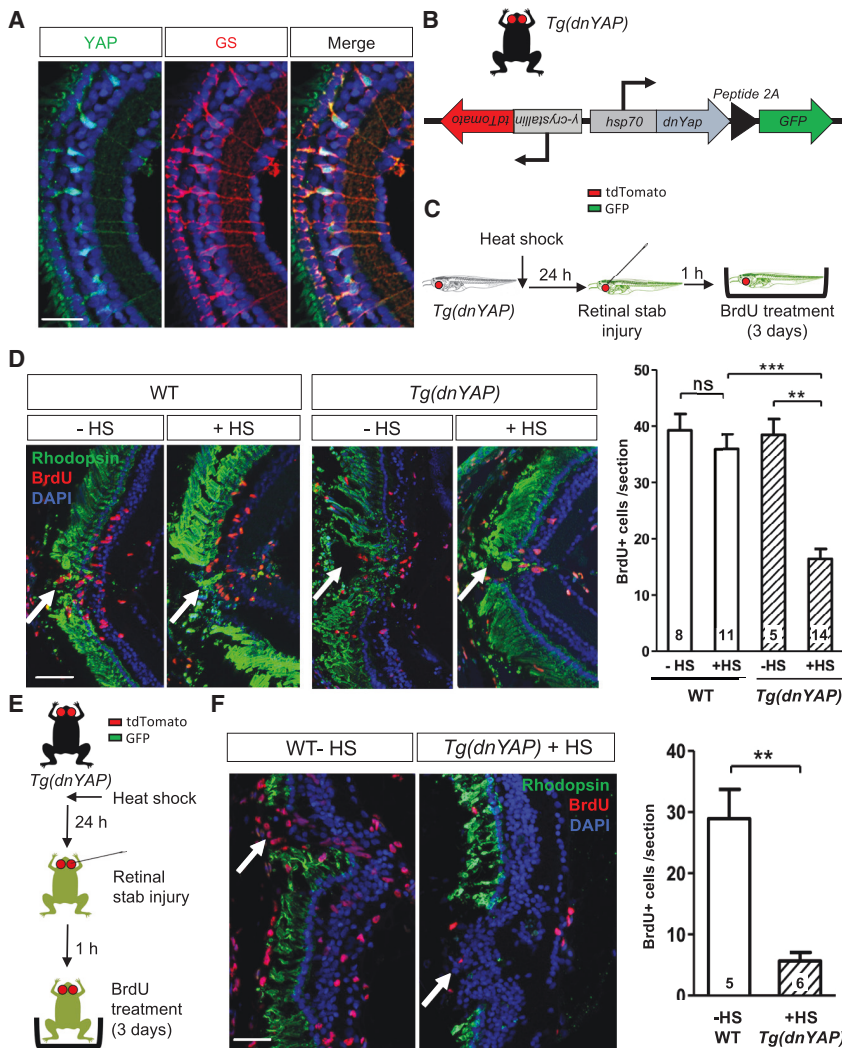 A
YAP
GS
Merge
B
Tg(dnYAP)
Peptide 2A
tdTomato
γ-crystallin
hsp70
dnYap
GFP
tdTomato
GFP
C
Heat shock
24 h
1 h
Tg(dnYAP)
Retinal stab
injury
BrdU treatment
(3 days)
D
WT
Tg(dnYAP)
- HS
+ HS
- HS
+ HS
Rhodopsin
BrdU
DAPI
BrdU+ cells /section
50
40
30
20
10
0
ns
***
**
8
11
5
14
- HS
+HS
-HS
+HS
WT
Tg(dnYAP)
E
tdTomato
GFP
Tg(dnYAP)
Heat shock
24 h
Retinal
stab injury
1 h
BrdU
treatment
(3 days)
F
WT- HS
Tg(dnYAP) + HS
Rhodopsin
BrdU
DAPI
BrdU+ cells /section
40
30
20
10
0
**
5
6
-HS
+HS
WT
Tg(dnYAP)